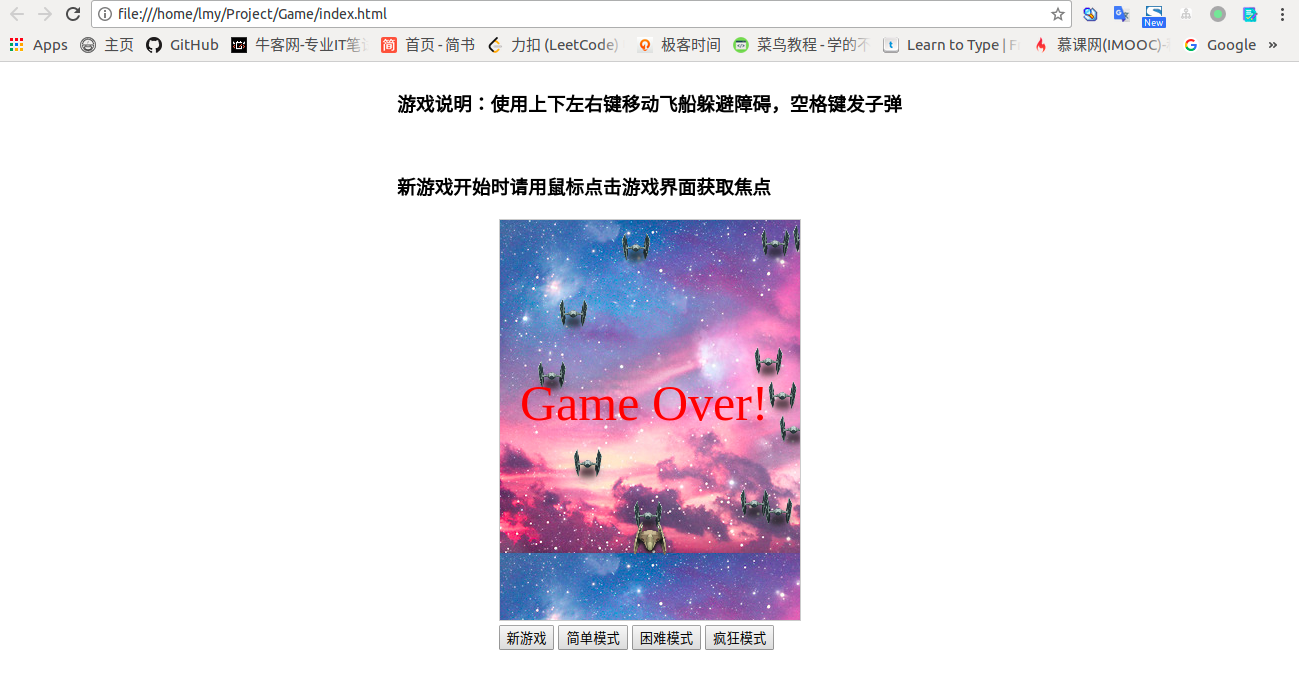 file:///home/lmy/Project/Game/index.html
New
Apps 主页 GitHub 牛客网-专业IT笔 首页 - 简书 力扣 (LeetCode) 极客时间 菜鸟教程 - 学的不 Learn to Type | F 慕课网(IMOOC)- Google »
游戏说明：使用上下左右键移动飞船躲避障碍，空格键发子弹
新游戏开始时请用鼠标点击游戏界面获取焦点
Game Over!
新游戏 简单模式 困难模式 疯狂模式